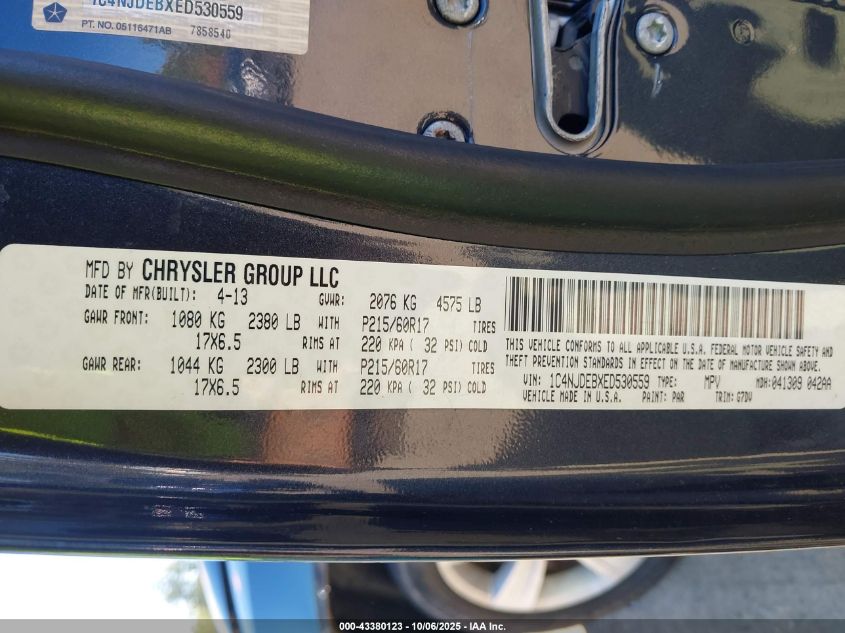 1C4NJDEBXED530559
PT. NO. 05116471AB 7858540
MFD BY CHRYSLER GROUP LLC
DATE OF MFR(BUILT): 4-13 GVWR: 2076 KG 4575 LB
GAWR FRONT: 1080 KG 2380 LB WITH P215/60R17 TIRES
17X6.5 RIMS AT 220 KPA ( 32 PSI) COLD
GAWR REAR: 1044 KG 2300 LB WITH P215/60R17 TIRES
17X6.5 RIMS AT 220 KPA ( 32 PSI) COLD
THIS VEHICLE CONFORMS TO ALL APPLICABLE U.S.A. FEDERAL MOTOR VEHICLE SAFETY AND
THEFT PREVENTION STANDARDS IN EFFECT ON THE DATE OF MANUFACTURE SHOWN ABOVE.
VIN: 1C4NJDEBXED530559 TYPE: MPV MDH: 041309 042AA
VEHICLE MADE IN U.S.A. PAINT: PAR TRIM: G7DV
000-43380123 - 10/06/2025 - IAA Inc.